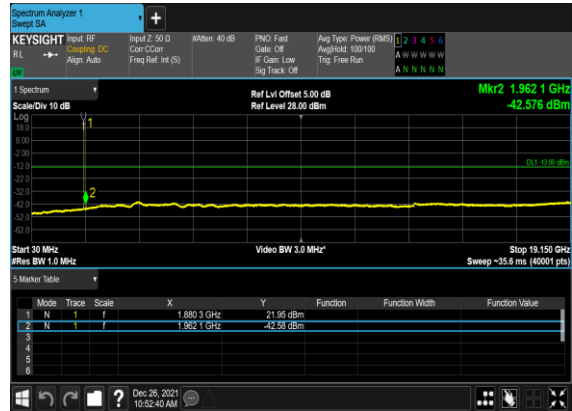 Spectrum Analyzer 1
Swept SA
+
KEYSIGHT
RL
Input: RF
Coupling: DC
Align: Auto
Input Z: 50 Ω
Corr CCorr
Freq Ref: Int (S)
#Atten: 40 dB
PNO: Fast
Gate: Off
IF Gain: Low
Sig Track: Off
Avg Type: Power (RMS)
Avg|Hold: 100/100
Trig: Free Run
1 2 3 4 5 6
A W W W W W
A N N N N N
1 Spectrum
Scale/Div 10 dB
Ref Lvl Offset 5.00 dB
Ref Level 28.00 dBm
Mkr2 1.962 1 GHz
-42.576 dBm
Log
18.0
8.00
-2.00
-12.0
-22.0
-32.0
-42.0
-52.0
-62.0
1
2
DL1 -13.00 dBm
Start 30 MHz
#Res BW 1.0 MHz
Video BW 3.0 MHz*
Stop 19.150 GHz
Sweep ~35.6 ms (40001 pts)
5 Marker Table
Mode Trace Scale X Y Function Function Width Function Value
1 N 1 f 1.880 3 GHz 21.95 dBm
2 N 1 f 1.962 1 GHz -42.58 dBm
3
4
5
6
?
Dec 26, 2021
10:52:40 AM